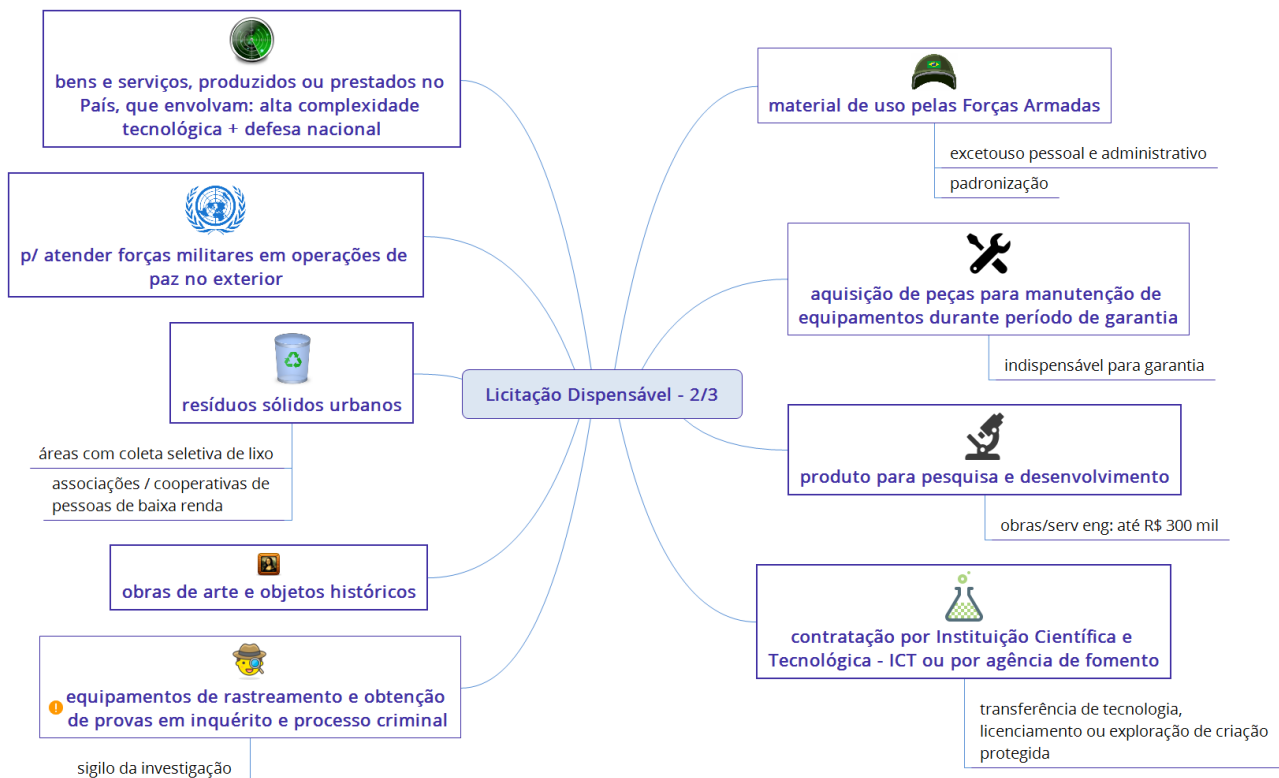 Licitação Dispensável - 2/3
material de uso pelas Forças Armadas
excetouso pessoal e administrativo
padronização
aquisição de peças para manutenção de
equipamentos durante período de garantia
indispensável para garantia
produto para pesquisa e desenvolvimento
obras/serv eng: até R$ 300 mil
contratação por Instituição Científica e
Tecnológica - ICT ou por agência de fomento
transferência de tecnologia,
licenciamento ou exploração de criação
protegida
bens e serviços, produzidos ou prestados no
País, que envolvam: alta complexidade
tecnológica + defesa nacional
p/ atender forças militares em operações de
paz no exterior
resíduos sólidos urbanos
áreas com coleta seletiva de lixo
associações / cooperativas de
pessoas de baixa renda
obras de arte e objetos históricos
equipamentos de rastreamento e obtenção
de provas em inquérito e processo criminal
sigilo da investigação